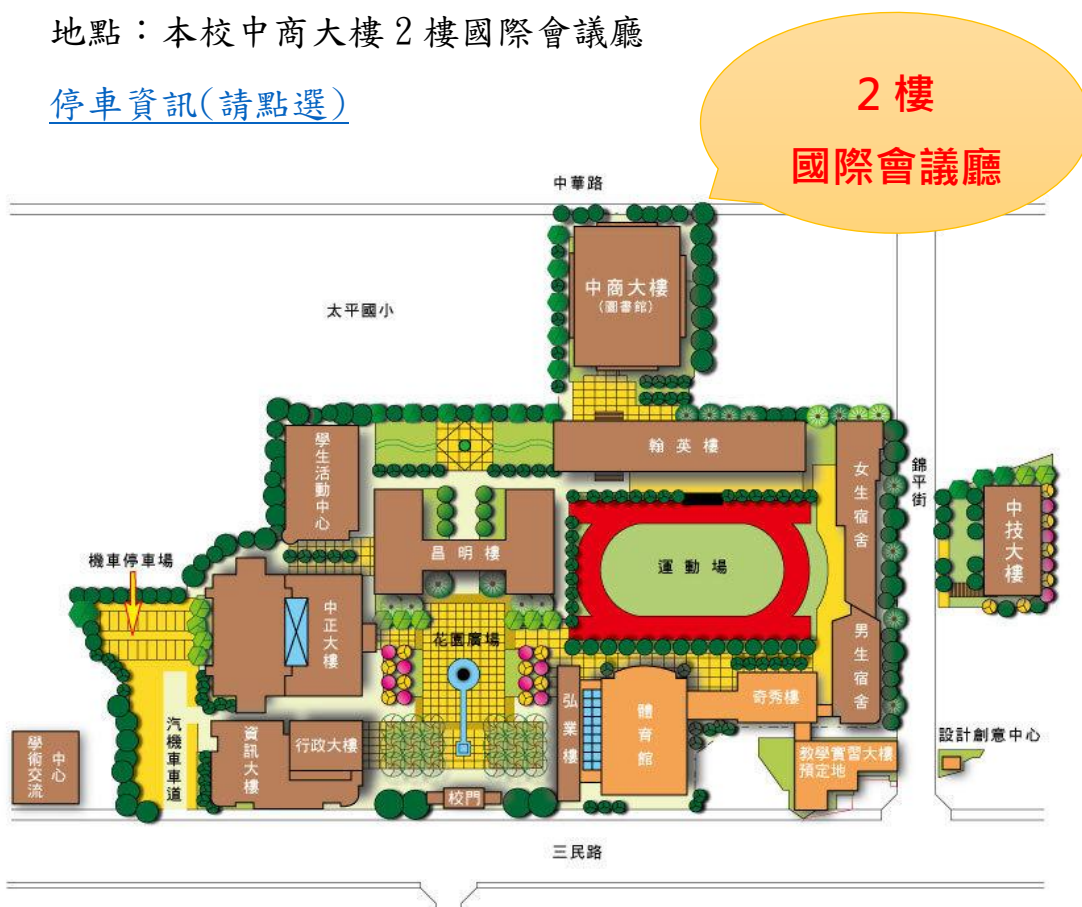 地點：本校中商大樓2樓國際會議廳
停車資訊(請點選)
2樓
國際會議廳
中華路
中商大樓
(圖書館)
太平國小
學生活動中心
翰英樓
女生宿舍
錦平街
中技大樓
昌明樓
運動場
機車停車場
中正大樓
花園廣場
男生宿舍
弘業樓
體育館
奇秀樓
學術交流
中心
汽機車車道
資訊大樓
行政大樓
校門
教學實習大樓
預定地
設計創意中心
三民路